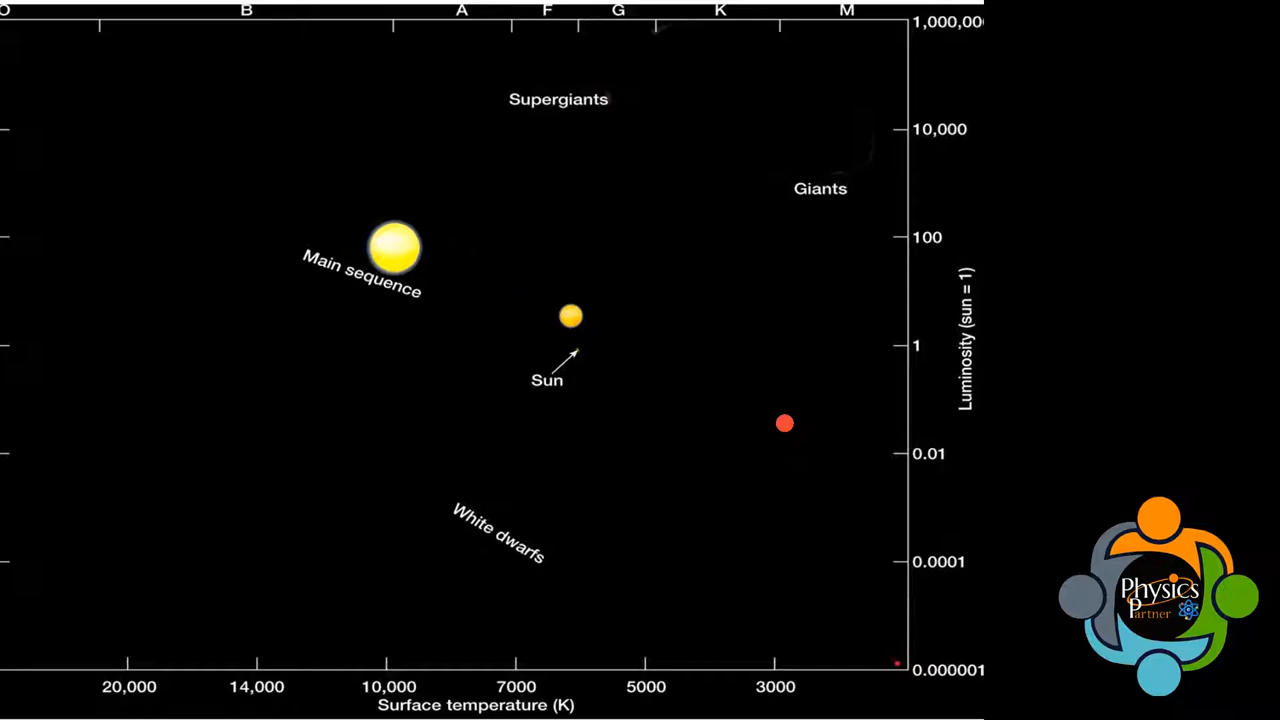 O B A F G K M
1,000,00
Supergiants
10,000
Giants
100
Main sequence
Luminosity (sun = 1)
1
Sun
0.01
White dwarfs
0.0001
Physics
Partner
0.000001
20,000 14,000 10,000 7000 5000 3000
Surface temperature (K)